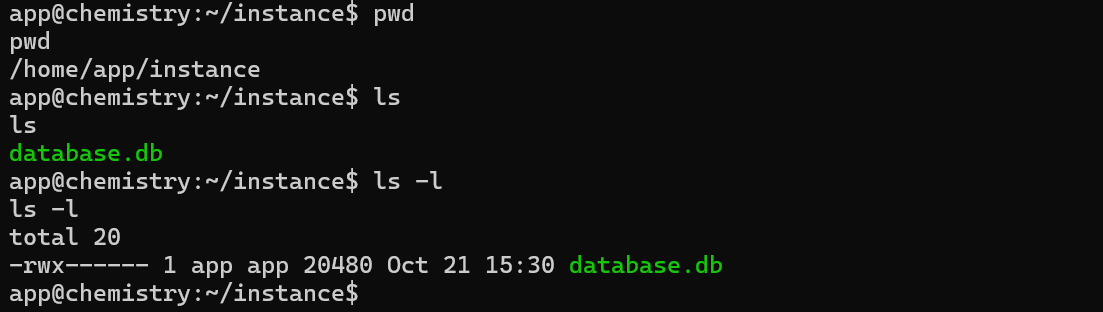 app@chemistry:~/instance$ pwd
pwd
/home/app/instance
app@chemistry:~/instance$ ls
ls
database.db
app@chemistry:~/instance$ ls -l
ls -l
total 20
-rwx------ 1 app app 20480 Oct 21 15:30 database.db
app@chemistry:~/instance$